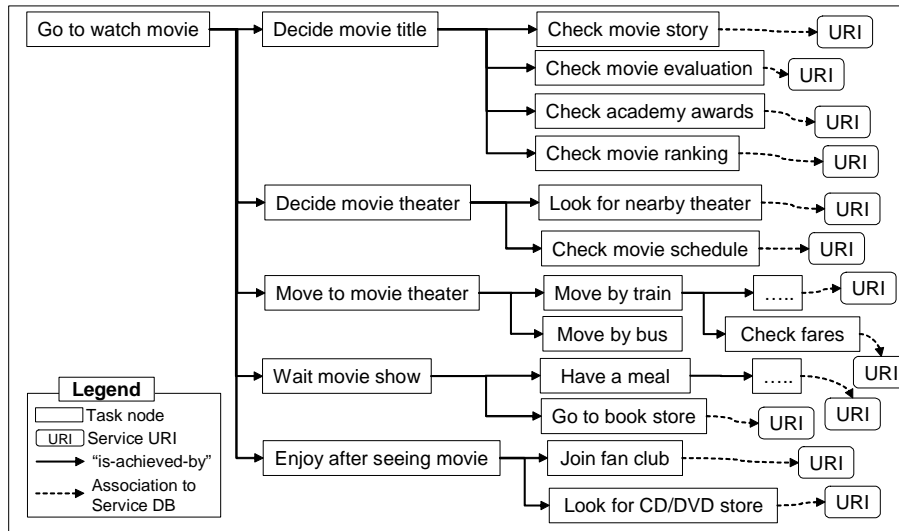 Go to watch movie
Decide movie title
Check movie story
URI
Check movie evaluation
URI
Check academy awards
URI
Check movie ranking
URI
Decide movie theater
Look for nearby theater
URI
Check movie schedule
URI
Move to movie theater
Move by train
…..
URI
Move by bus
Check fares
URI
Wait movie show
Have a meal
…..
URI
Go to book store
URI
Enjoy after seeing movie
Join fan club
URI
Look for CD/DVD store
URI
Legend
Task node
URI Service URI
“is-achieved-by”
Association to
Service DB